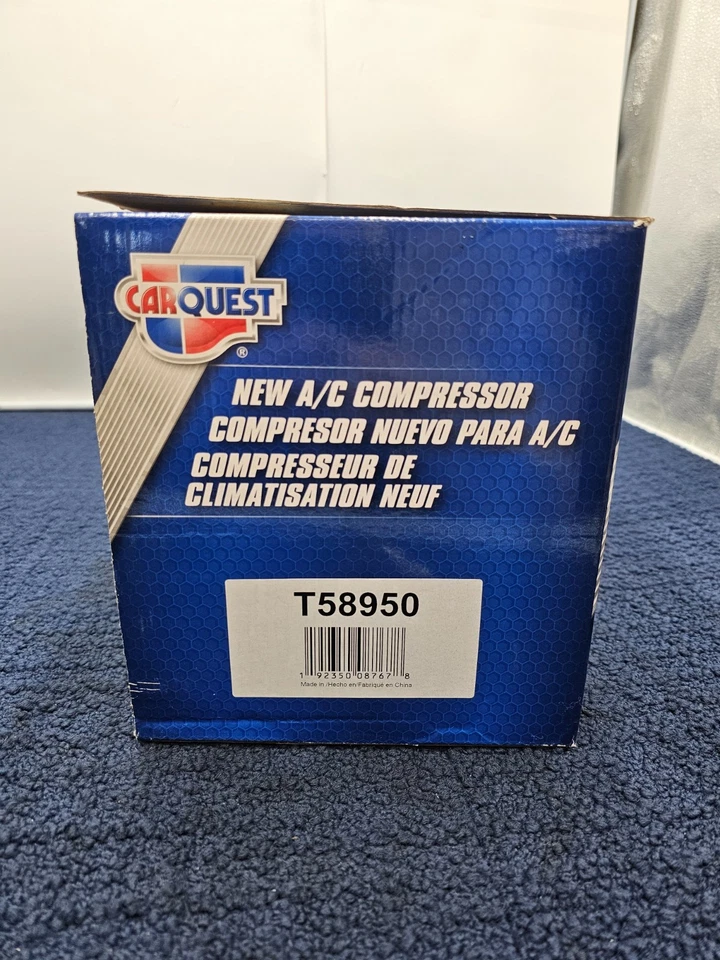 CARQUEST
®
NEW A/C COMPRESSOR
COMPRESOR NUEVO PARA A/C
COMPRESSEUR DE
CLIMATISATION NEUF
T58950
1 92350 08767 8
Made in /Hecho en/Fabriqué en China